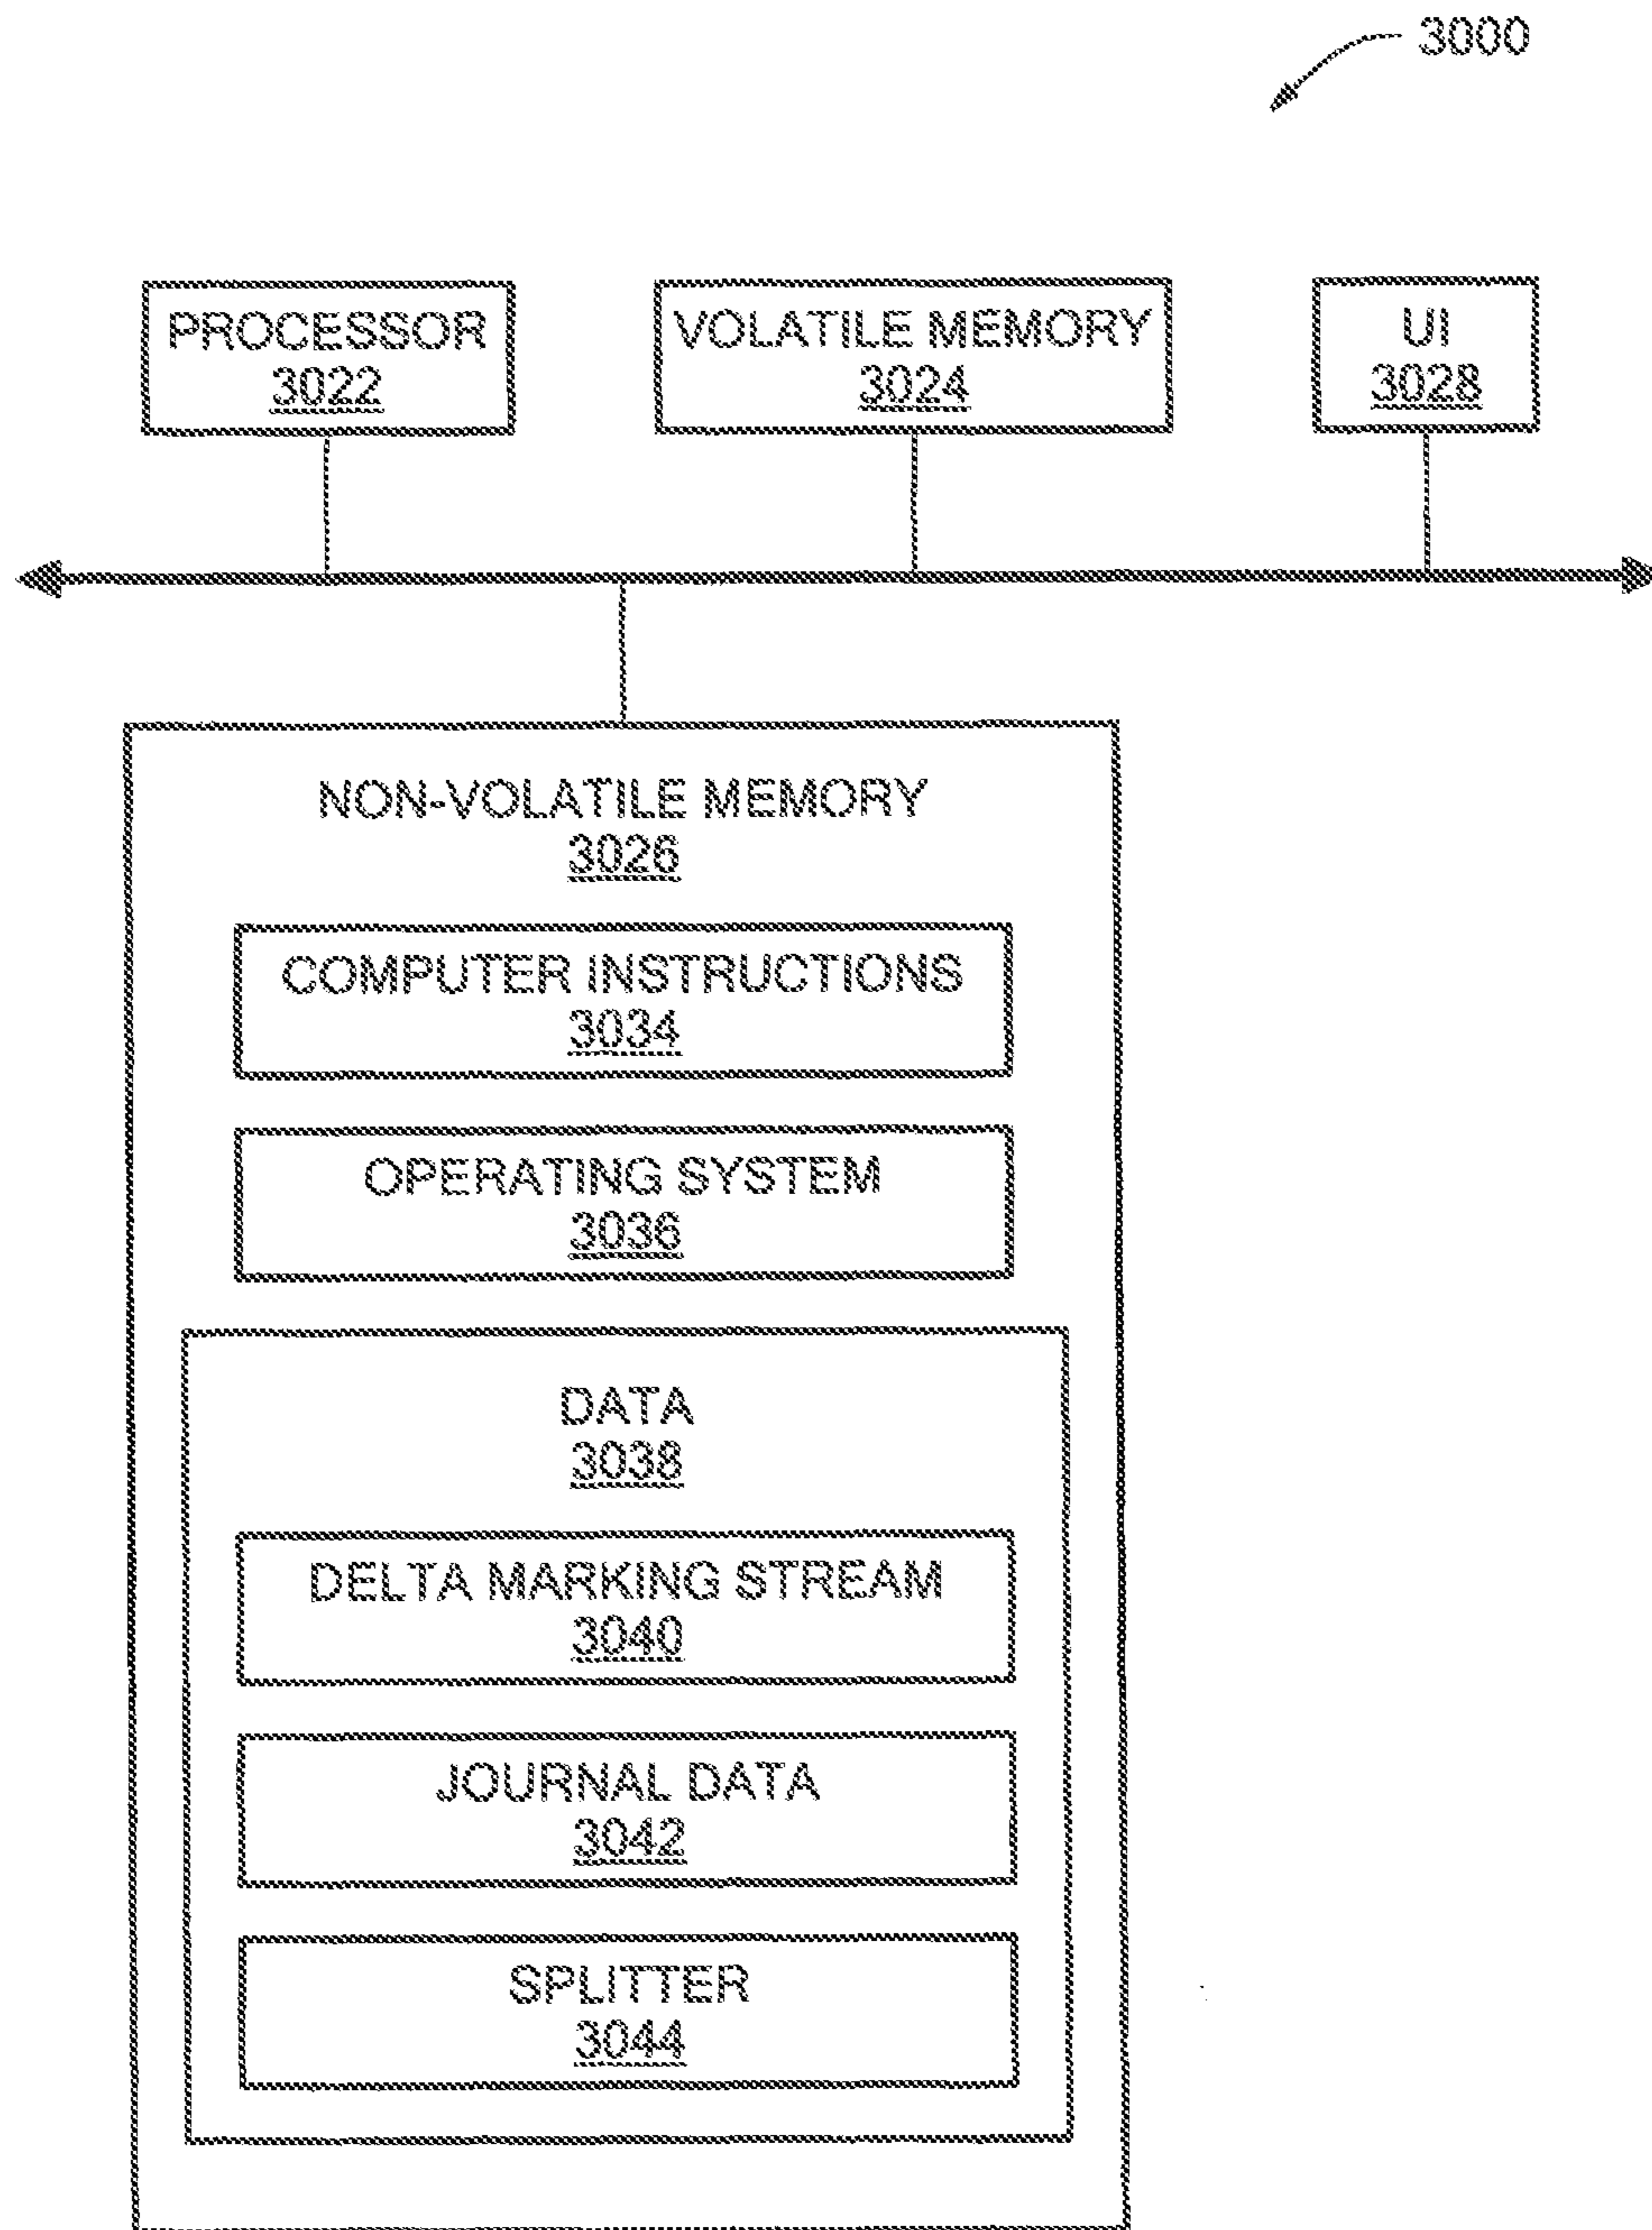 3000
PROCESSOR
3022
VOLATILE MEMORY
3024
UI
3028
NON-VOLATILE MEMORY
3026
COMPUTER INSTRUCTIONS
3034
OPERATING SYSTEM
3036
DATA
3038
DELTA MARKING STREAM
3040
JOURNAL DATA
3042
SPLITTER
3044